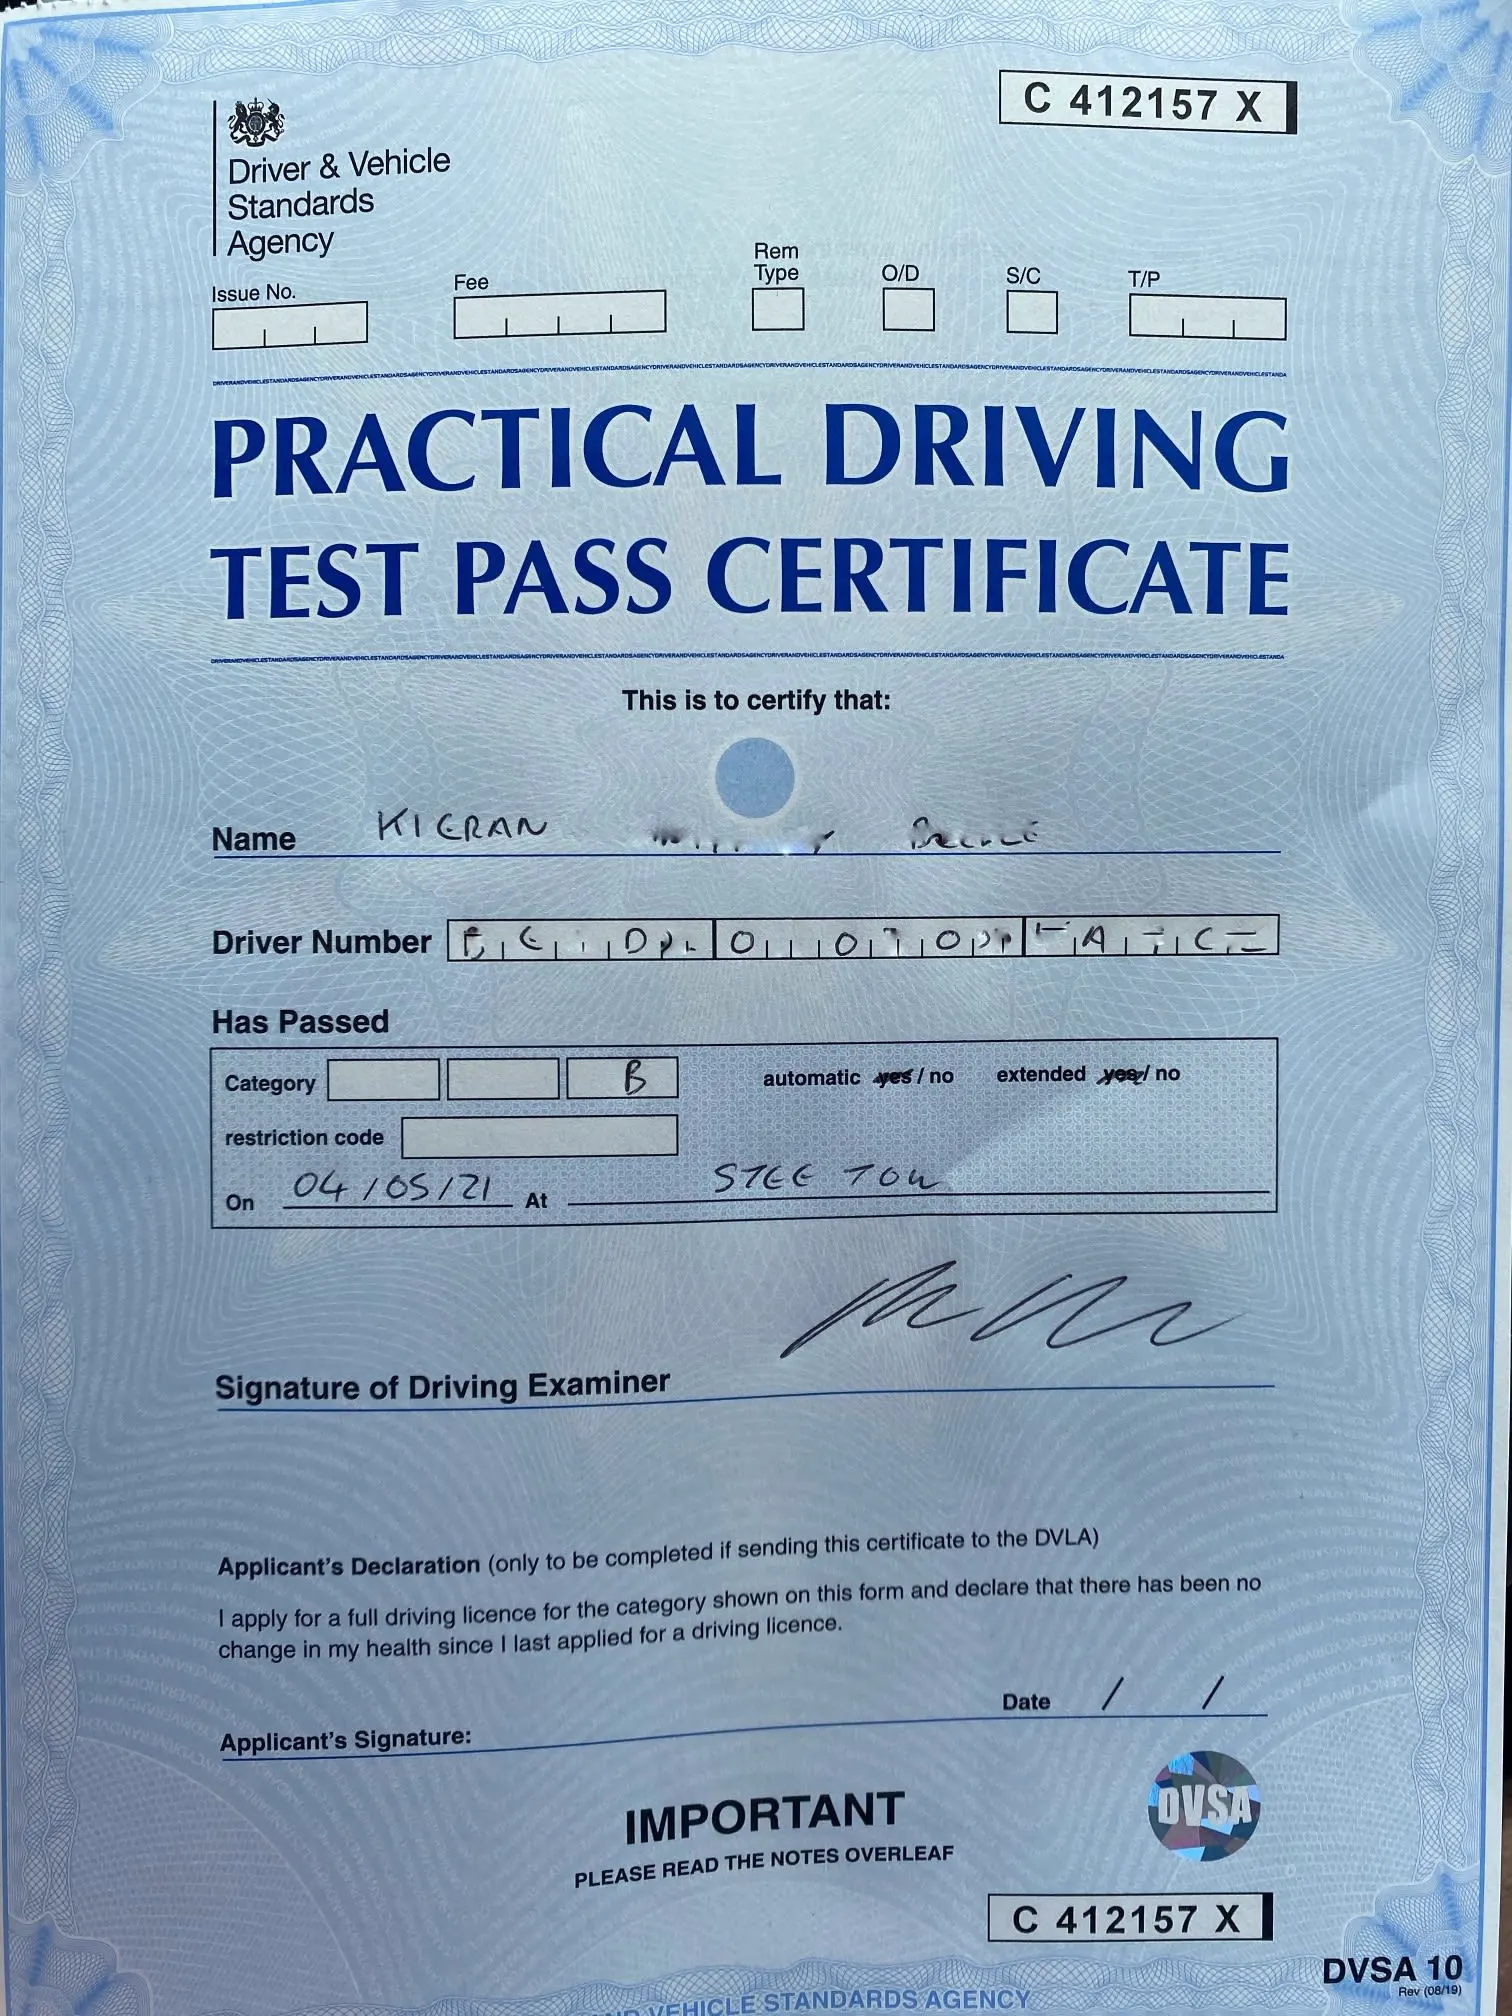 C 412157 X
Driver & Vehicle
Standards
Agency
Issue No.
Fee
Rem
Type
O/D
S/C
T/P
PRACTICAL DRIVING
TEST PASS CERTIFICATE
This is to certify that:
Name KIERAN
Driver Number
Has Passed
Category B automatic yes / no extended yes / no
restriction code
On 04/05/21 At
Signature of Driving Examiner
Applicant's Declaration (only to be completed if sending this certificate to the DVLA)
I apply for a full driving licence for the category shown on this form and declare that there has been no
change in my health since I last applied for a driving licence.
Date / /
Applicant's Signature:
DVSA
IMPORTANT
PLEASE READ THE NOTES OVERLEAF
C 412157 X
DVSA 10
Rev (08/19)
VEHICLE STANDARDS AGENCY